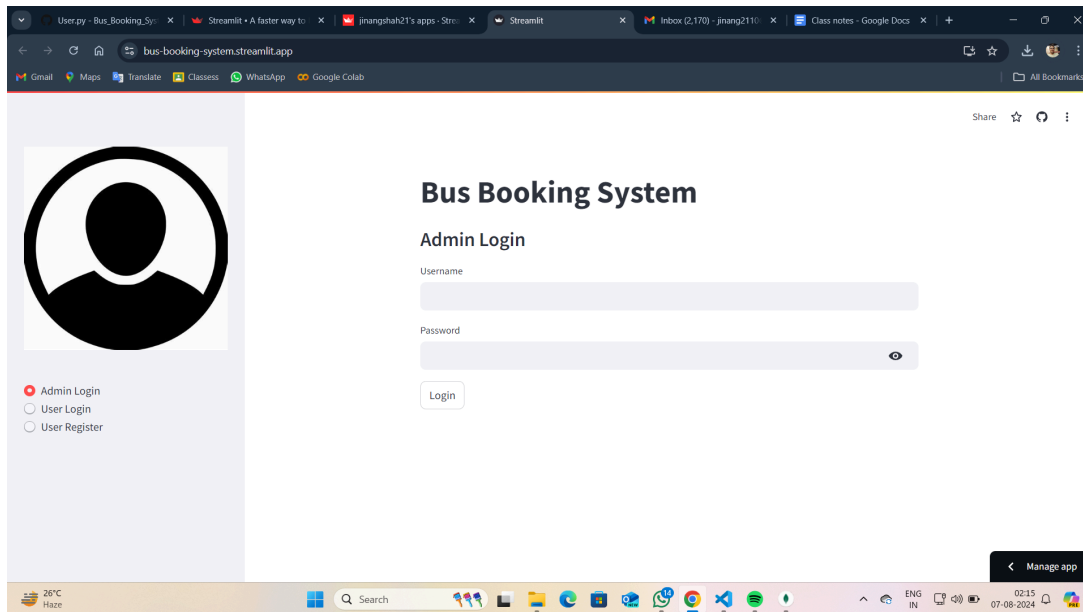 User.py - Bus_Booking_Sys
Streamlit • A faster way to
jinangshah21's apps · Strea
Streamlit
Inbox (2,170) - jinang2110
Class notes - Google Docs
bus-booking-system.streamlit.app
Gmail Maps Translate Classess WhatsApp Google Colab All Bookmarks
Share
Bus Booking System
Admin Login
Username
Password
Login
Admin Login
User Login
User Register
Manage app
26°C
Haze
Search
14
ENG
IN
02:15
07-08-2024